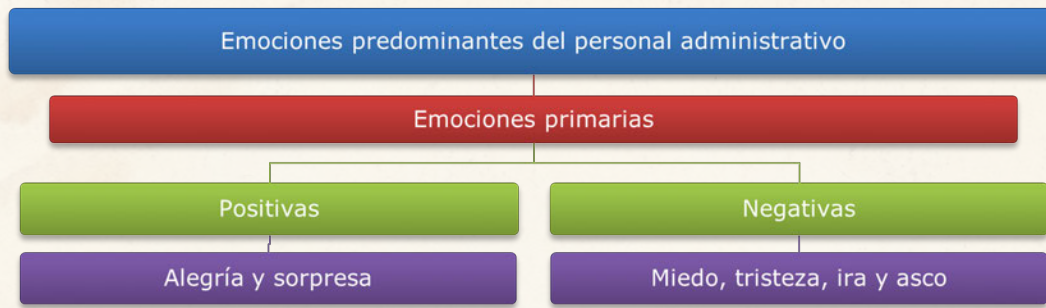 Emociones predominantes del personal administrativo
Emociones primarias
Positivas
Negativas
Alegría y sorpresa
Miedo, tristeza, ira y asco